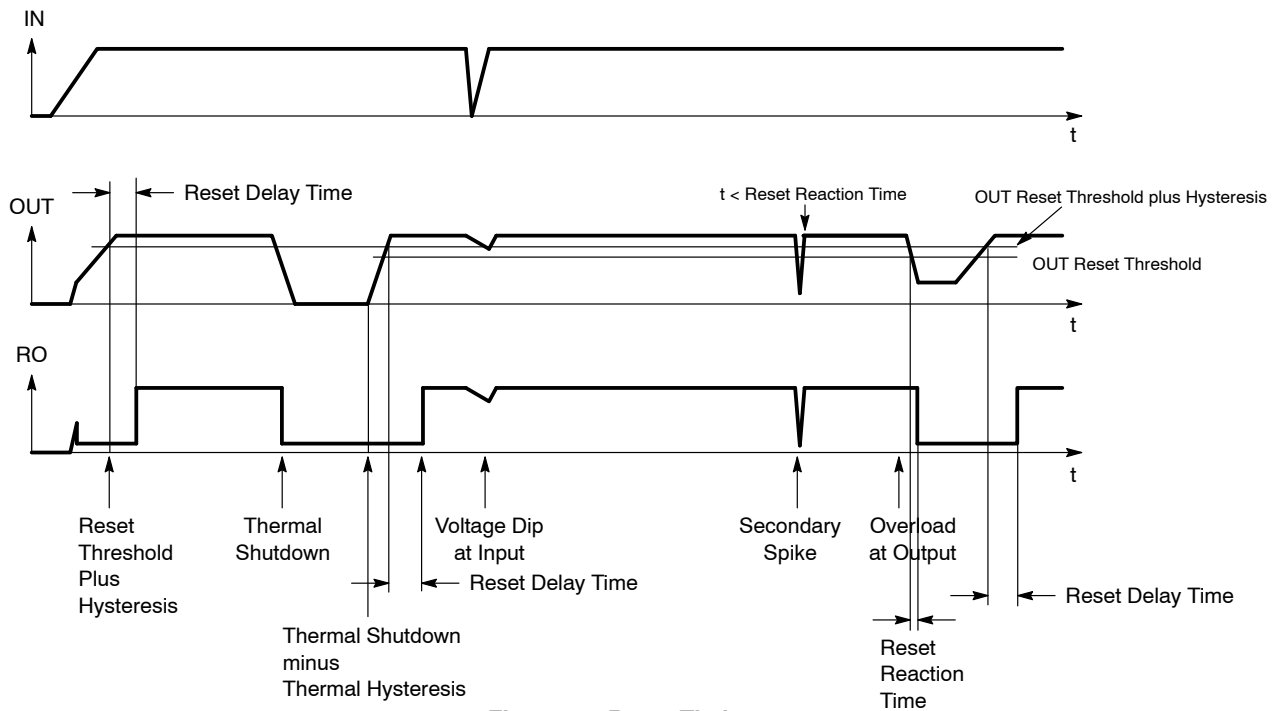 IN
t
Reset Delay Time
t < Reset Reaction Time
OUT Reset Threshold plus Hysteresis
OUT
OUT Reset Threshold
t
RO
t
Reset
Threshold
Plus
Hysteresis
Thermal
Shutdown
Voltage Dip
at Input
Secondary
Spike
Overload
at Output
Reset Delay Time
Reset Delay Time
Thermal Shutdown
minus
Thermal Hysteresis
Reset
Reaction
Time